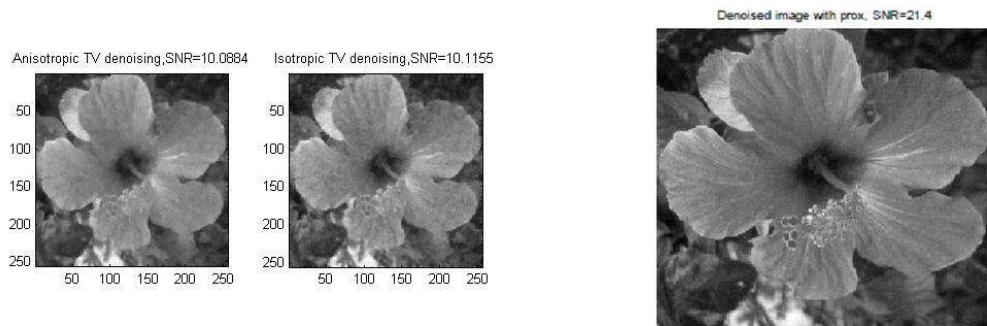 Denoised image with prox, SNR=21.4
Anisotropic TV denoising,SNR=10.0884
Isotropic TV denoising,SNR=10.1155
50
100
150
200
250
50 100 150 200 250
50
100
150
200
250
50 100 150 200 250